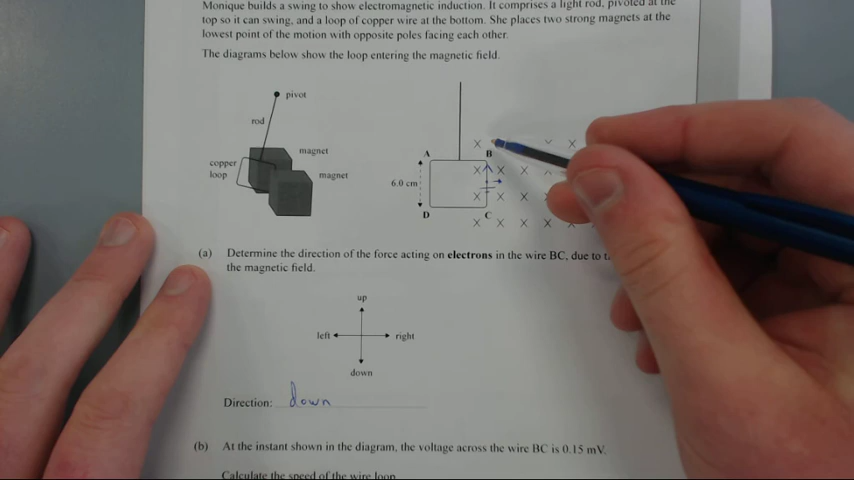 Monique builds a swing to show electromagnetic induction. It comprises a light rod, pivoted at the
top so it can swing, and a loop of copper wire at the bottom. She places two strong magnets at the
lowest point of the motion with opposite poles facing each other.
The diagrams below show the loop entering the magnetic field.
pivot
rod
magnet
copper
loop
magnet
A
B
6.0 cm
D
C
(a) Determine the direction of the force acting on electrons in the wire BC, due to
the magnetic field.
up
left
right
down
Direction: down
(b) At the instant shown in the diagram, the voltage across the wire BC is 0.15 mV.
Calculate the speed of the wire loop.